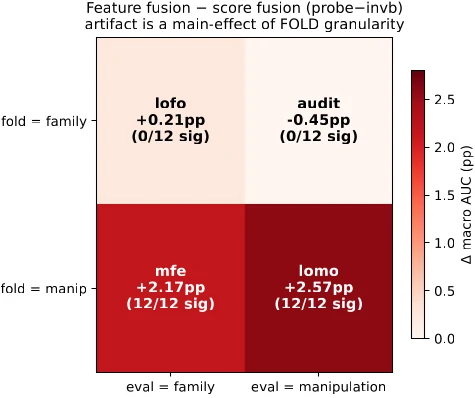 Feature fusion − score fusion (probe−invb)
artifact is a main-effect of FOLD granularity
fold = family
lofo
+0.21pp
(0/12 sig)
audit
-0.45pp
(0/12 sig)
fold = manip
mfe
+2.17pp
(12/12 sig)
lomo
+2.57pp
(12/12 sig)
eval = family
eval = manipulation
2.5
2.0
1.5
1.0
0.5
0.0
Δ macro AUC (pp)